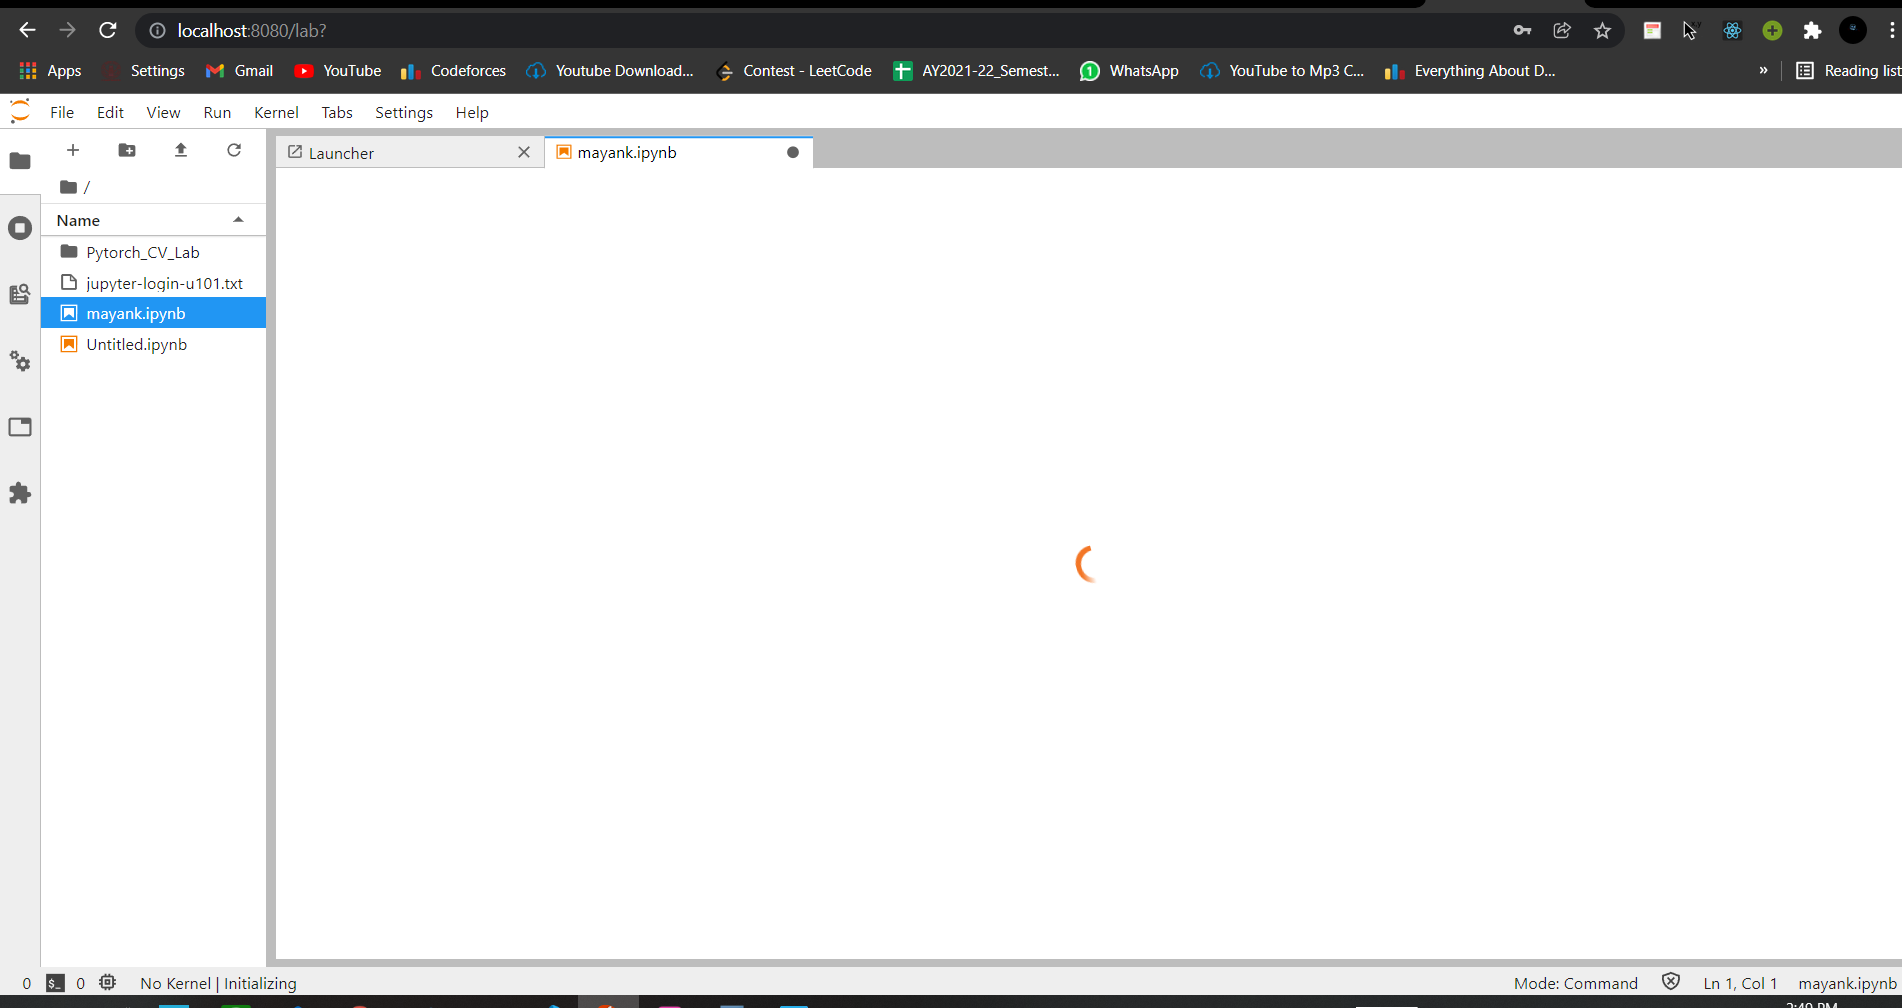 localhost:8080/lab?
Apps Settings Gmail YouTube Codeforces Youtube Download... Contest - LeetCode AY2021-22_Semest... 1 WhatsApp YouTube to Mp3 C... Everything About D... » Reading list
File Edit View Run Kernel Tabs Settings Help
Launcher mayank.ipynb
/
Name
Pytorch_CV_Lab
jupyter-login-u101.txt
mayank.ipynb
Untitled.ipynb
0 $_ 0 No Kernel | Initializing Mode: Command Ln 1, Col 1 mayank.ipynb